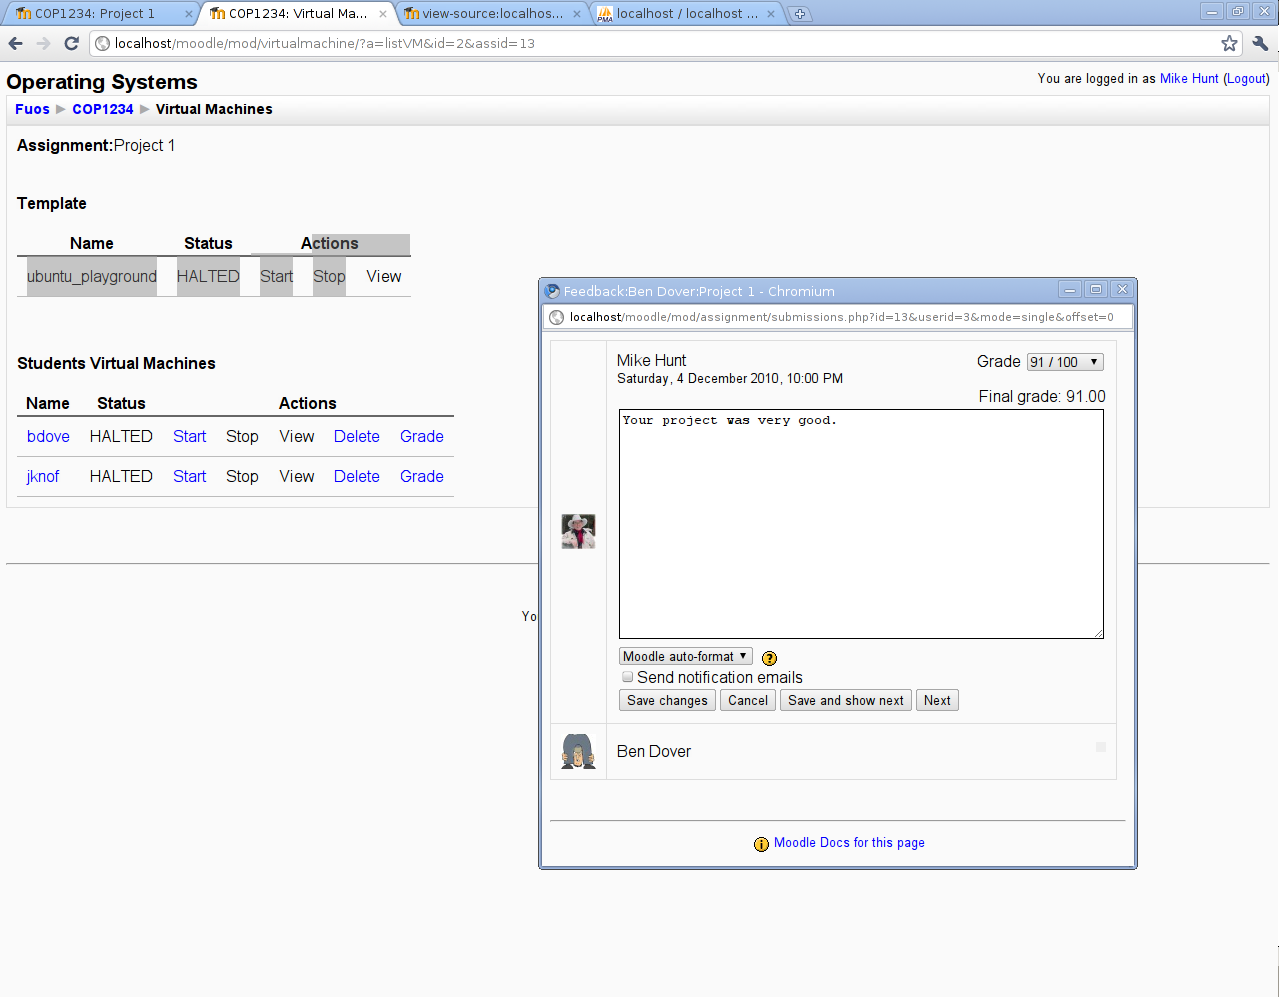 COP1234: Project 1
COP1234: Virtual Ma...
view-source:localhos...
localhost / localhost ...
localhost/moodle/mod/virtualmachine/?a=listVM&id=2&assid=13
Operating Systems
You are logged in as Mike Hunt (Logout)
Fuos ► COP1234 ► Virtual Machines
Assignment:Project 1
Template
Name Status Actions
ubuntu_playground HALTED Start Stop View
Students Virtual Machines
Name Status Actions
bdove HALTED Start Stop View Delete Grade
jknof HALTED Start Stop View Delete Grade
Yo
Feedback:Ben Dover:Project 1 - Chromium
localhost/moodle/mod/assignment/submissions.php?id=13&userid=3&mode=single&offset=0
Mike Hunt
Saturday, 4 December 2010, 10:00 PM
Grade 91 / 100
Final grade: 91.00
Your project was very good.
Moodle auto-format
Send notification emails
Save changes Cancel Save and show next Next
Ben Dover
Moodle Docs for this page